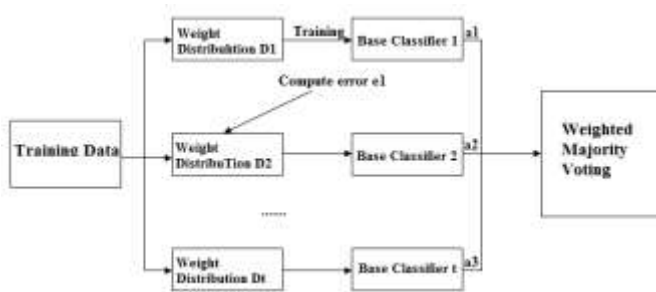 Weight
Distribuhtion D1
Training
Base Classifier 1
a1
Compute error e1
Training Data
Weight
DistribuTion D2
Base Classifier 2
a2
Weighted
Majority
Voting
......
Weight
Distribution Dt
Base Classifier t
a3